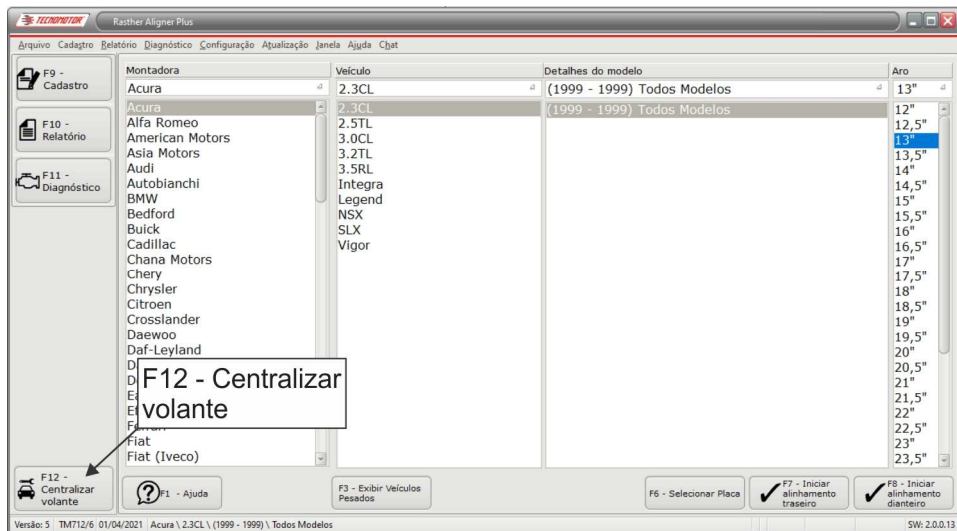 TECNOMOTOR
Rasther Aligner Plus
Arquivo Cadastro Relatório Diagnóstico Configuração Atualização Janela Ajuda Chat
F9 -
Cadastro
F10 -
Relatório
F11 -
Diagnóstico
Montadora
Acura
Acura
Alfa Romeo
American Motors
Asia Motors
Audi
Autobianchi
BMW
Bedford
Buick
Cadillac
Chana Motors
Chery
Chrysler
Citroen
Crosslander
Daewoo
Daf-Leyland
Fiat
Fiat (Iveco)
Veículo
2.3CL
2.3CL
2.5TL
3.0CL
3.2TL
3.5RL
Integra
Legend
NSX
SLX
Vigor
Detalhes do modelo
(1999 - 1999) Todos Modelos
(1999 - 1999) Todos Modelos
Aro
13"
12"
12,5"
13"
13,5"
14"
14,5"
15"
15,5"
16"
16,5"
17"
17,5"
18"
18,5"
19"
19,5"
20"
20,5"
21"
21,5"
22"
22,5"
23"
23,5"
F12 - Centralizar
volante
F12 -
Centralizar
volante
F1 - Ajuda
F3 - Exibir Veículos
Pesados
F6 - Selecionar Placa
F7 - Iniciar
alinhamento
traseiro
F8 - Iniciar
alinhamento
dianteiro
Versão: 5 TM712/6 01/04/2021 Acura \ 2.3CL \ (1999 - 1999) \ Todos Modelos
SW: 2.0.0.13